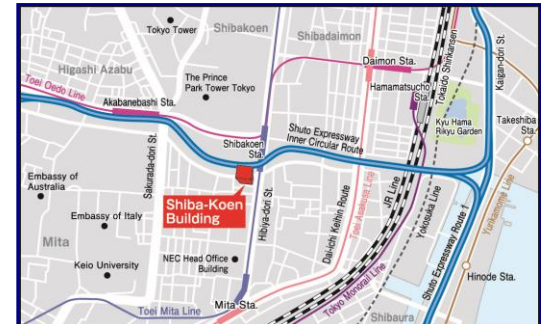 Tokyo Tower
Shibakoen
Shibadaimon
Kaigan-dori St.
Higashi Azabu
Daimon Sta.
Tokaido Shinkansen
The Prince
Park Tower Tokyo
Hamamatsucho
Sta.
Toei Oedo Line
Akabanebashi Sta.
Kyu Hama
Rikyu Garden
Takeshiba
Sta.
Shibakoen
Sta.
Shuto Expressway
Inner Circular Route
Embassy of
Australia
Sakurada-dori St.
Shiba-Koen
Building
Hibiya-dori St.
Dai-ichi Keihin Route
Toei Asakusa Line
JR Line
Yokosuka Line
Yurikamome Line
Embassy of Italy
Mita
NEC Head Office
Building
Keio University
Tokyo Monorail Line
Shuto Expressway Route 1
Hinode Sta.
Toei Mita Line
Mita Sta.
Shibaura